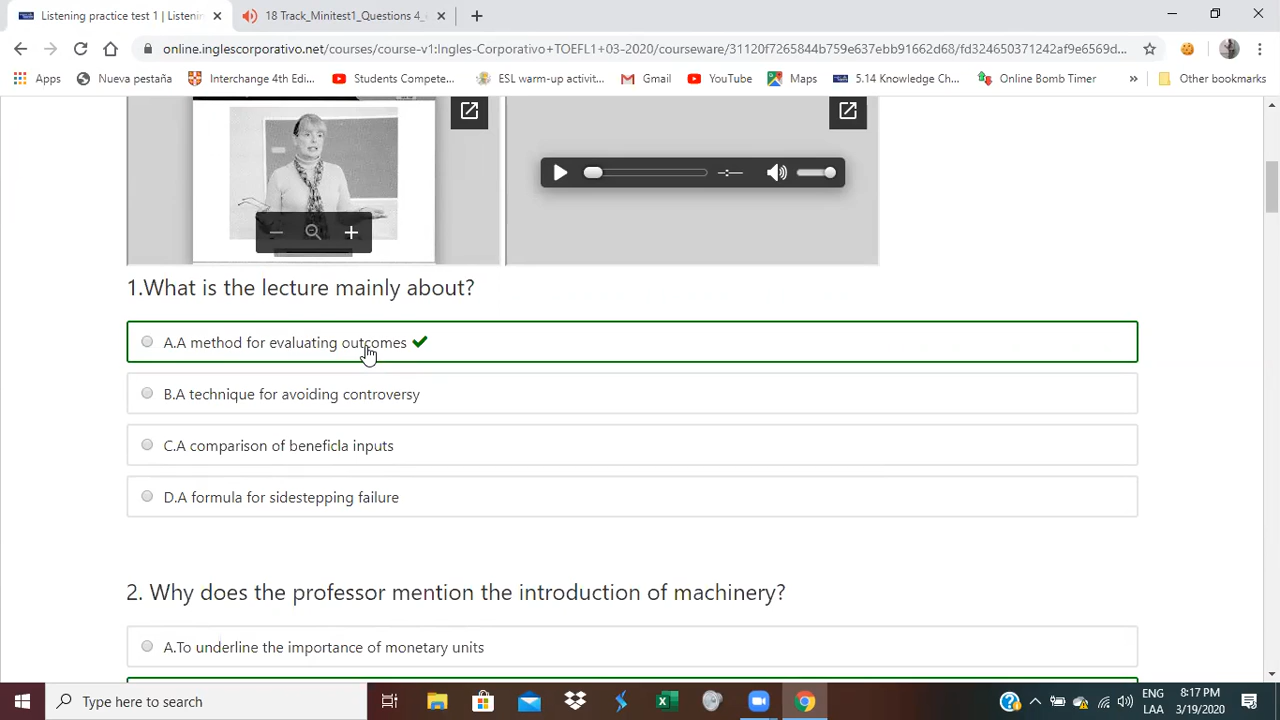 Listening practice test 1 | Listenin
18 Track_Minitest1_Questions 4_
online.inglescorporativo.net/courses/course-v1:Ingles-Corporativo+TOEFL1+03-2020/courseware/31120f7265844b759e637ebb91662d68/fd324650371242af9e6569d...
Apps
Nueva pestaña
Interchange 4th Edi...
Students Compete...
ESL warm-up activit...
Gmail
YouTube
Maps
5.14 Knowledge Ch...
Online Bomb Timer
»
Other bookmarks
1.What is the lecture mainly about?
A.A method for evaluating outcomes
B.A technique for avoiding controversy
C.A comparison of beneficla inputs
D.A formula for sidestepping failure
2. Why does the professor mention the introduction of machinery?
A.To underline the importance of monetary units
Type here to search
ENG
LAA
8:17 PM
3/19/2020